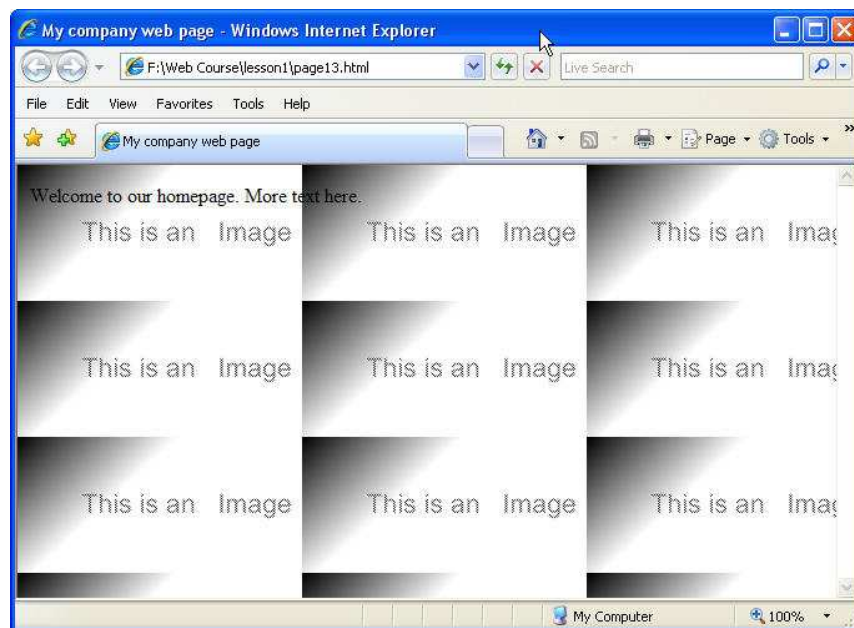 My company web page - Windows Internet Explorer
F:\Web Course\lesson1\page13.html Live Search
File Edit View Favorites Tools Help
My company web page Page Tools »
Welcome to our homepage. More text here.
This is an Image This is an Image This is an Imag
This is an Image This is an Image This is an Imag
This is an Image This is an Image This is an Imag
My Computer 100%